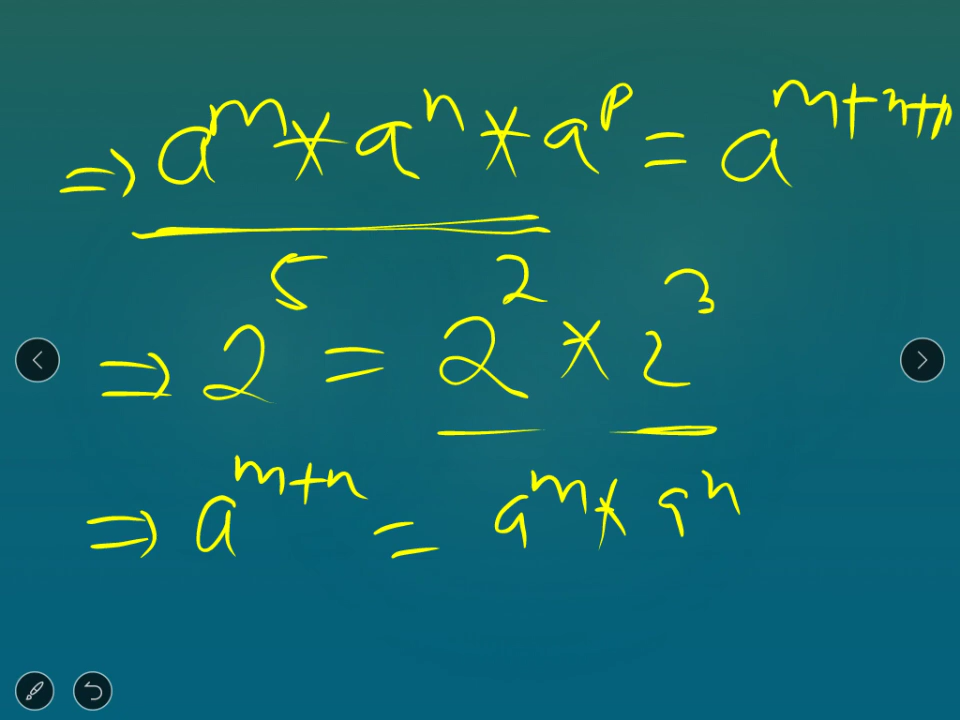 ⇒ a^m * a^n * a^p = a^{m+n+p}
⇒ 2^5 = 2^2 * 2^3
⇒ a^{m+n} = a^m * a^n